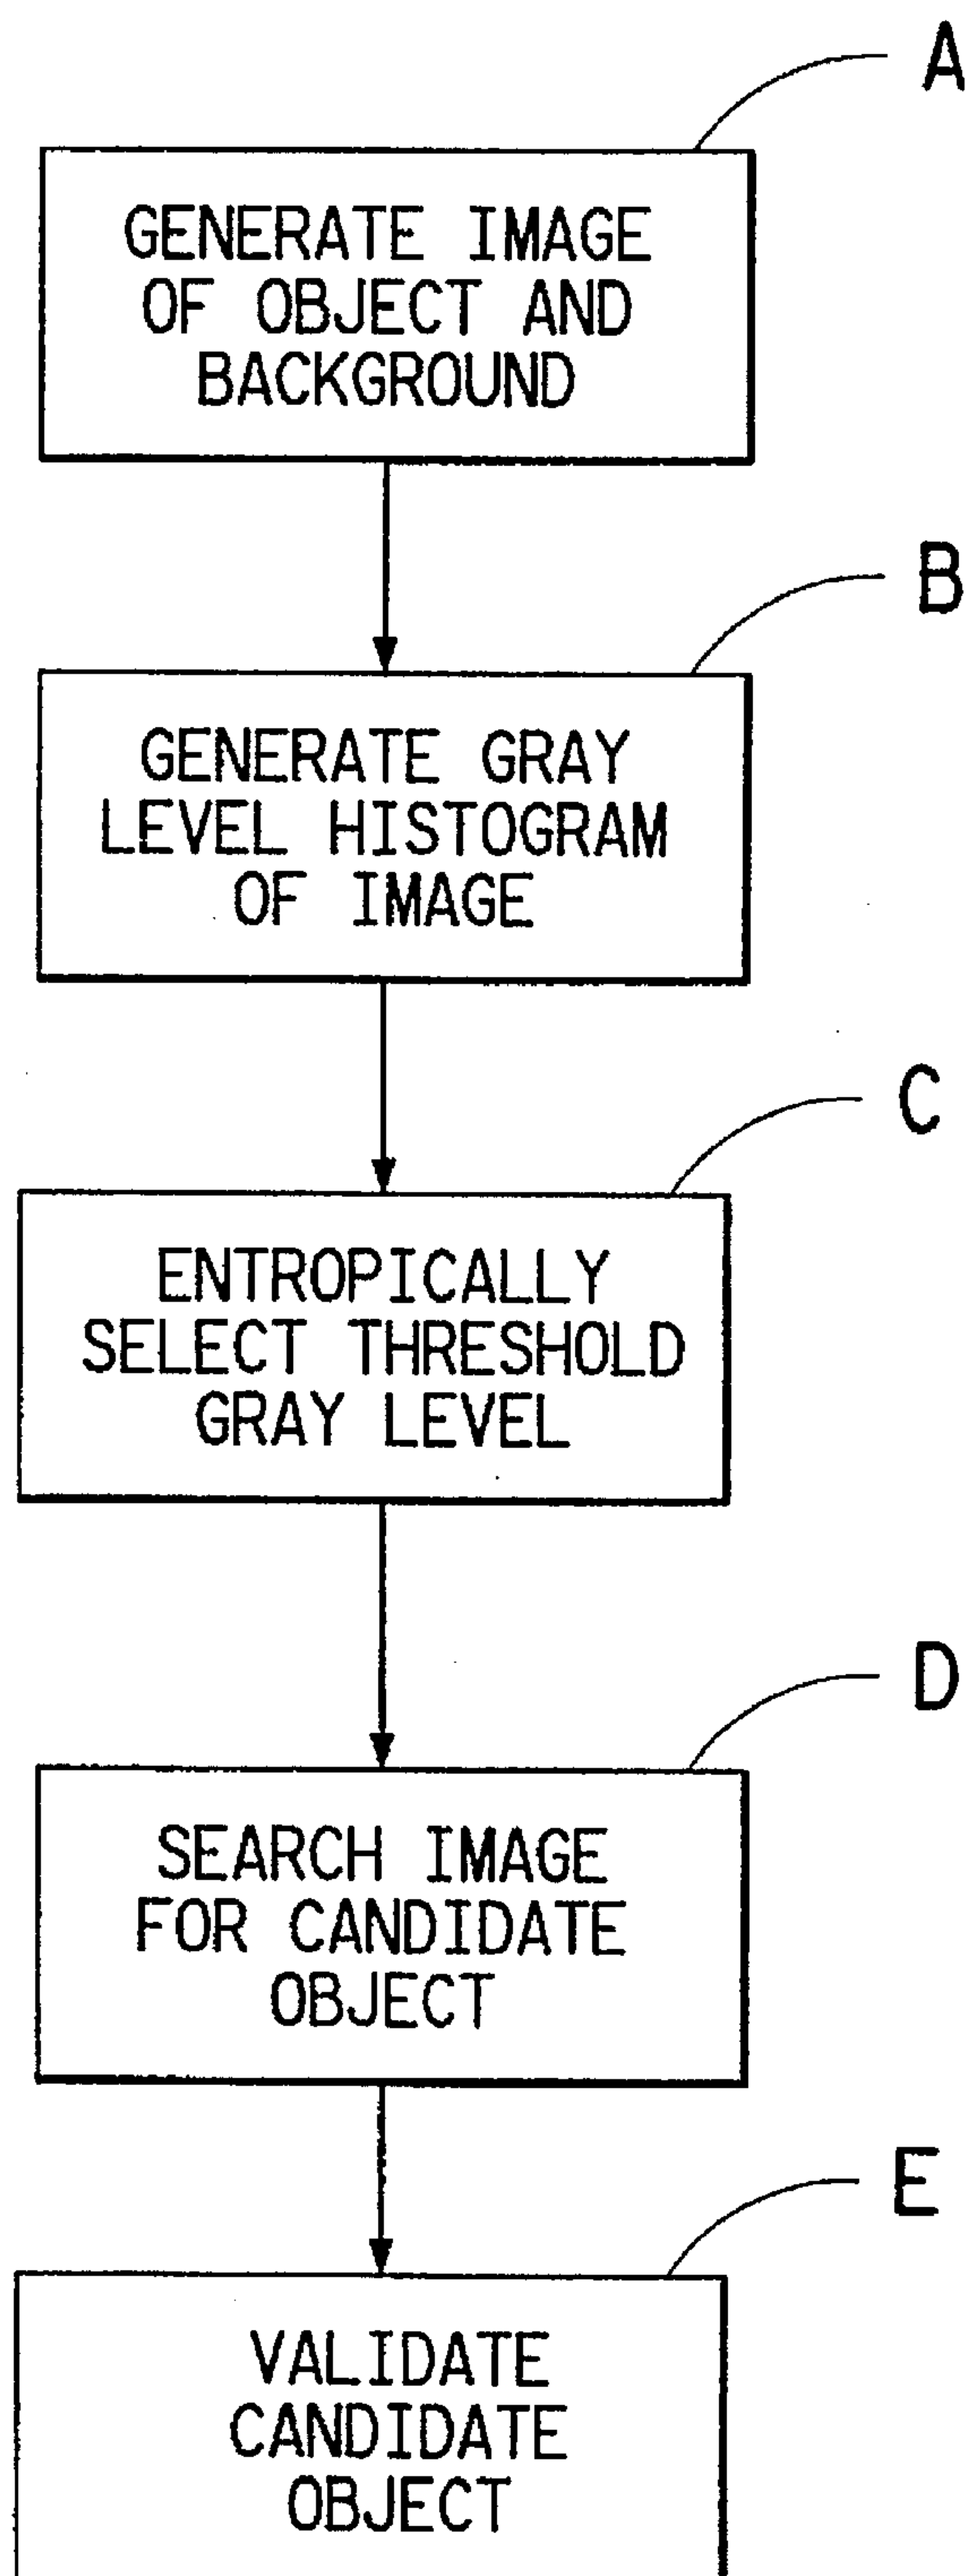 A
GENERATE IMAGE
OF OBJECT AND
BACKGROUND
B
GENERATE GRAY
LEVEL HISTOGRAM
OF IMAGE
C
ENTROPICALLY
SELECT THRESHOLD
GRAY LEVEL
D
SEARCH IMAGE
FOR CANDIDATE
OBJECT
E
VALIDATE
CANDIDATE
OBJECT